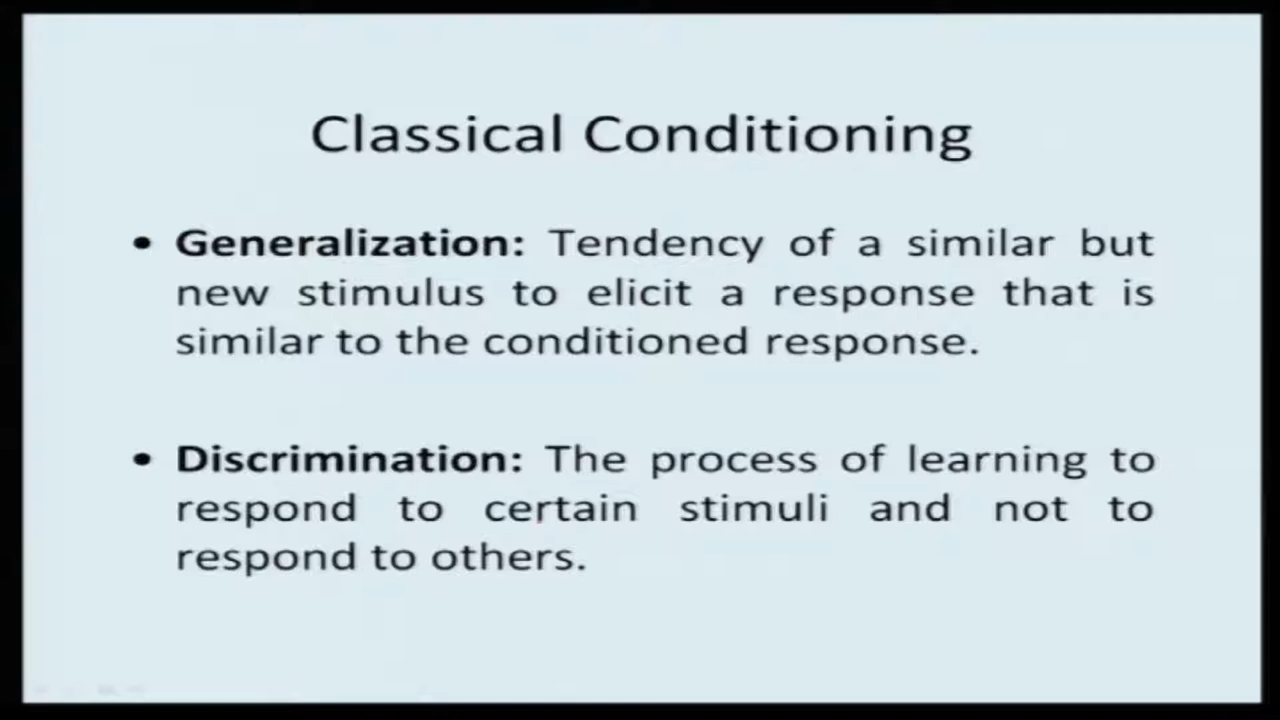 Classical Conditioning
• Generalization: Tendency of a similar but
new stimulus to elicit a response that is
similar to the conditioned response.
• Discrimination: The process of learning to
respond to certain stimuli and not to
respond to others.